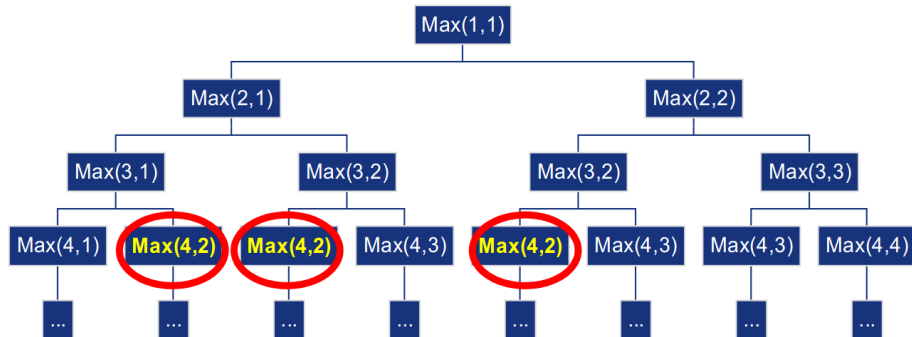 Max(1,1)
Max(2,1) Max(2,2)
Max(3,1) Max(3,2) Max(3,2) Max(3,3)
Max(4,1) Max(4,2) Max(4,2) Max(4,3) Max(4,2) Max(4,3) Max(4,3) Max(4,4)
... ... ... ... ... ... ... ...